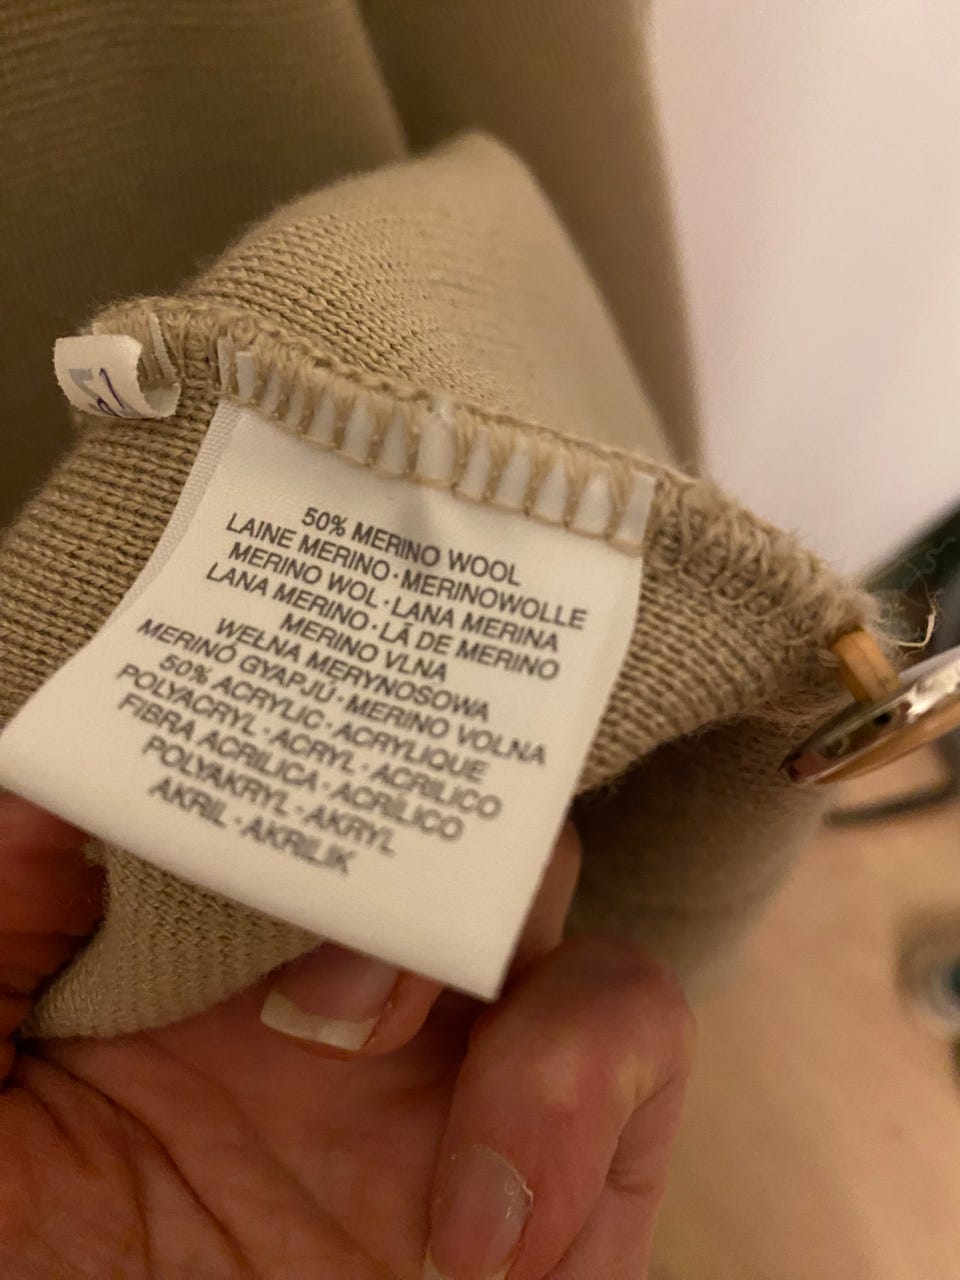 50% MERINO WOOL
LAINE MERINO·MERINOWOLLE
MERINO WOL·LANA MERINA
LANA MERINO·LÃ DE MERINO
MERINO VLNA
WEŁNA MERYNOSOWA
MERINÓ GYAPJÚ·MERINO VOLNA
50% ACRYLIC·ACRYLIQUE
POLYACRYL·ACRYL·ACRILICO
FIBRA ACRILICA·ACRÍLICO
POLYAKRYL·AKRYL
AKRIL·AKRILIK